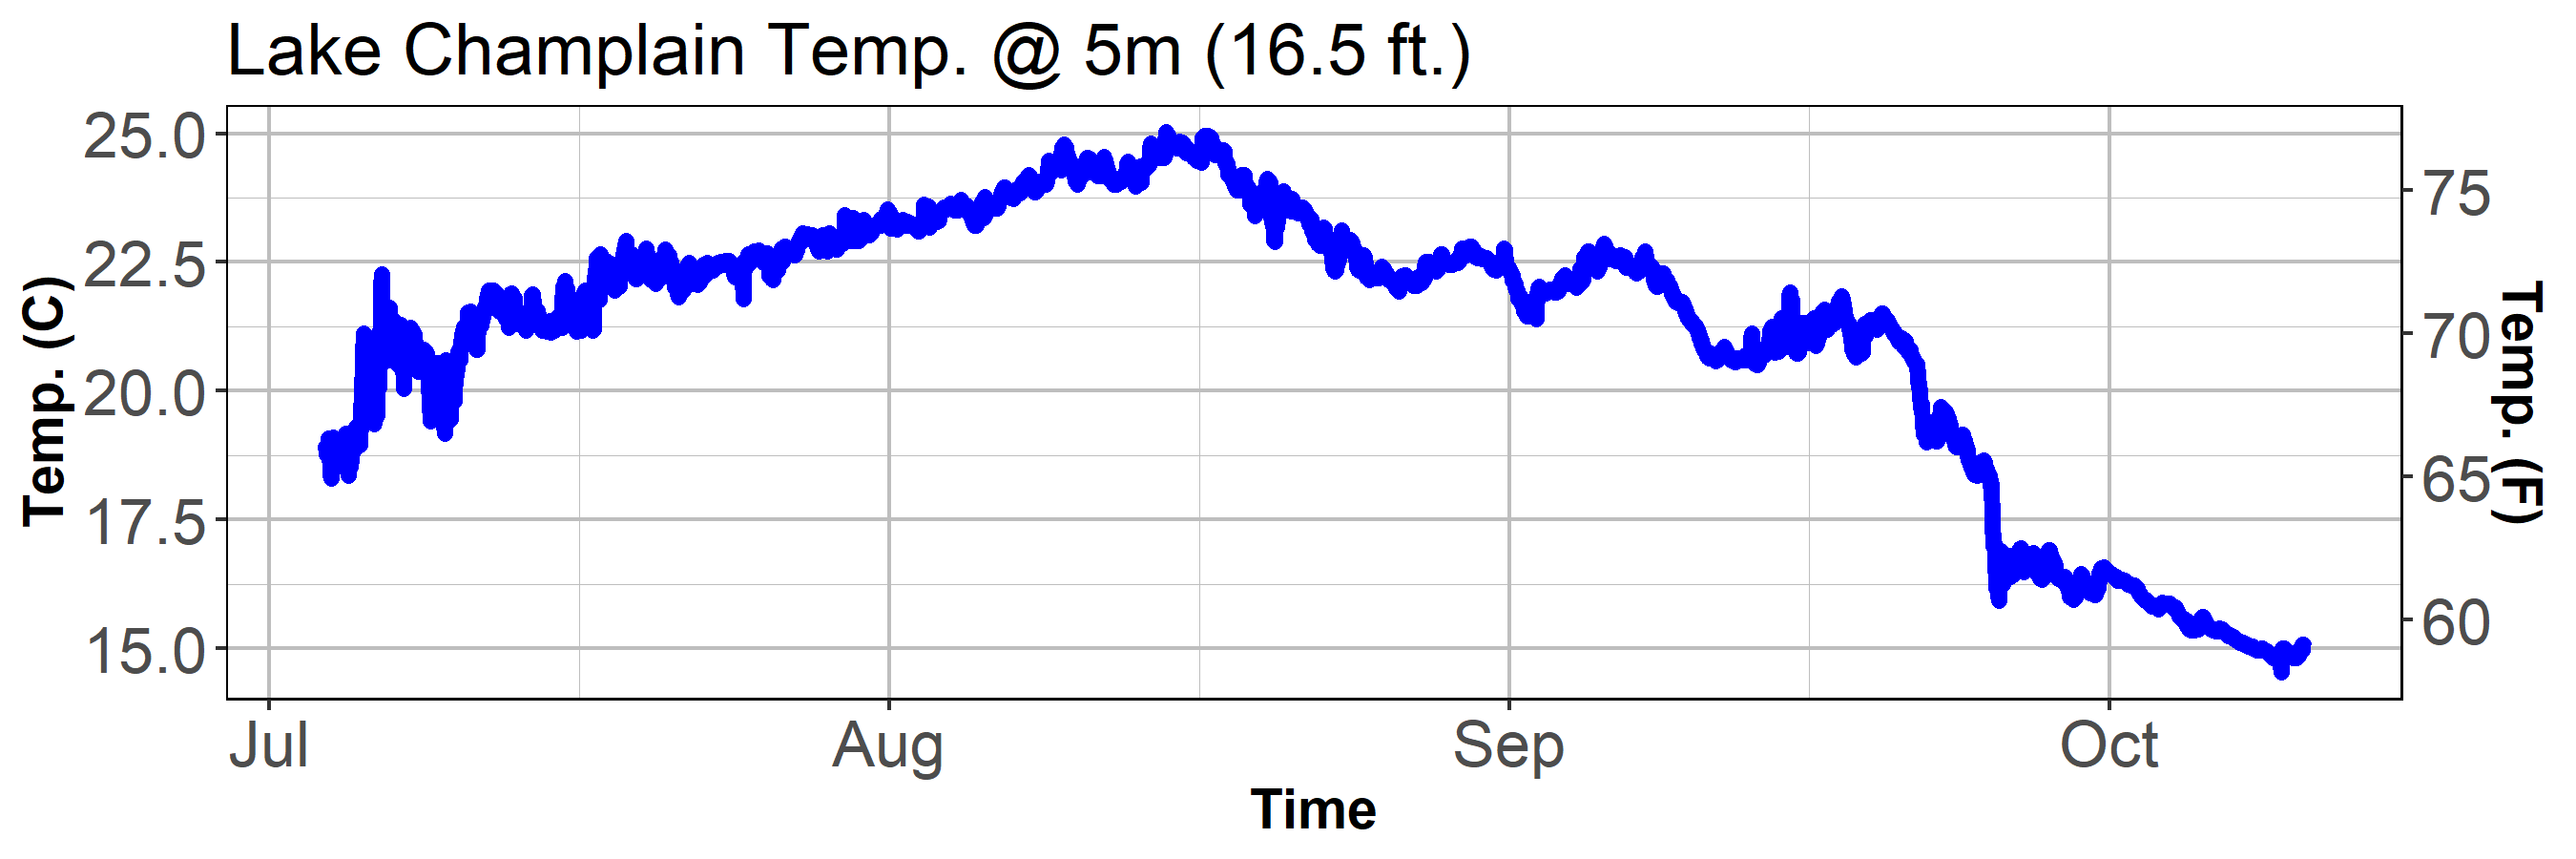 Lake Champlain Temp. @ 5m (16.5 ft.)
Temp. (C)
25.0
22.5
20.0
17.5
15.0
75
70
65
60
Temp. (F)
Jul Aug Sep Oct
Time